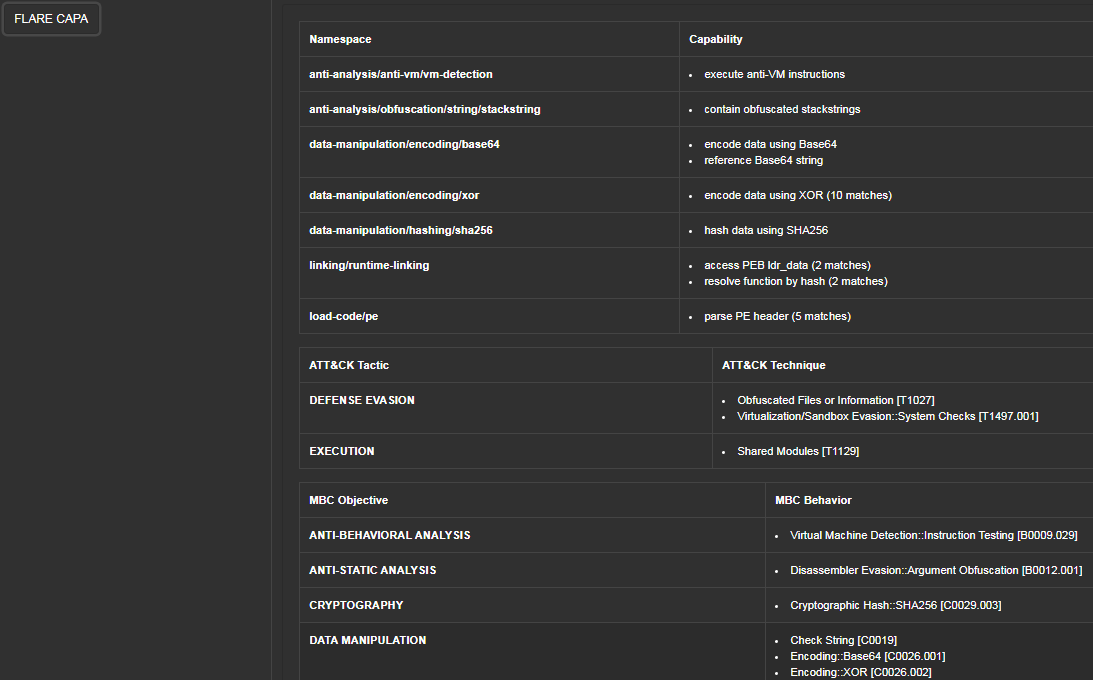 FLARE CAPA
Namespace Capability
anti-analysis/anti-vm/vm-detection • execute anti-VM instructions
anti-analysis/obfuscation/string/stackstring • contain obfuscated stackstrings
data-manipulation/encoding/base64 • encode data using Base64
• reference Base64 string
data-manipulation/encoding/xor • encode data using XOR (10 matches)
data-manipulation/hashing/sha256 • hash data using SHA256
linking/runtime-linking • access PEB ldr_data (2 matches)
• resolve function by hash (2 matches)
load-code/pe • parse PE header (5 matches)
ATT&CK Tactic ATT&CK Technique
DEFENSE EVASION • Obfuscated Files or Information [T1027]
• Virtualization/Sandbox Evasion::System Checks [T1497.001]
EXECUTION • Shared Modules [T1129]
MBC Objective MBC Behavior
ANTI-BEHAVIORAL ANALYSIS • Virtual Machine Detection::Instruction Testing [B0009.029]
ANTI-STATIC ANALYSIS • Disassembler Evasion::Argument Obfuscation [B0012.001]
CRYPTOGRAPHY • Cryptographic Hash::SHA256 [C0029.003]
DATA MANIPULATION • Check String [C0019]
• Encoding::Base64 [C0026.001]
• Encoding::XOR [C0026.002]